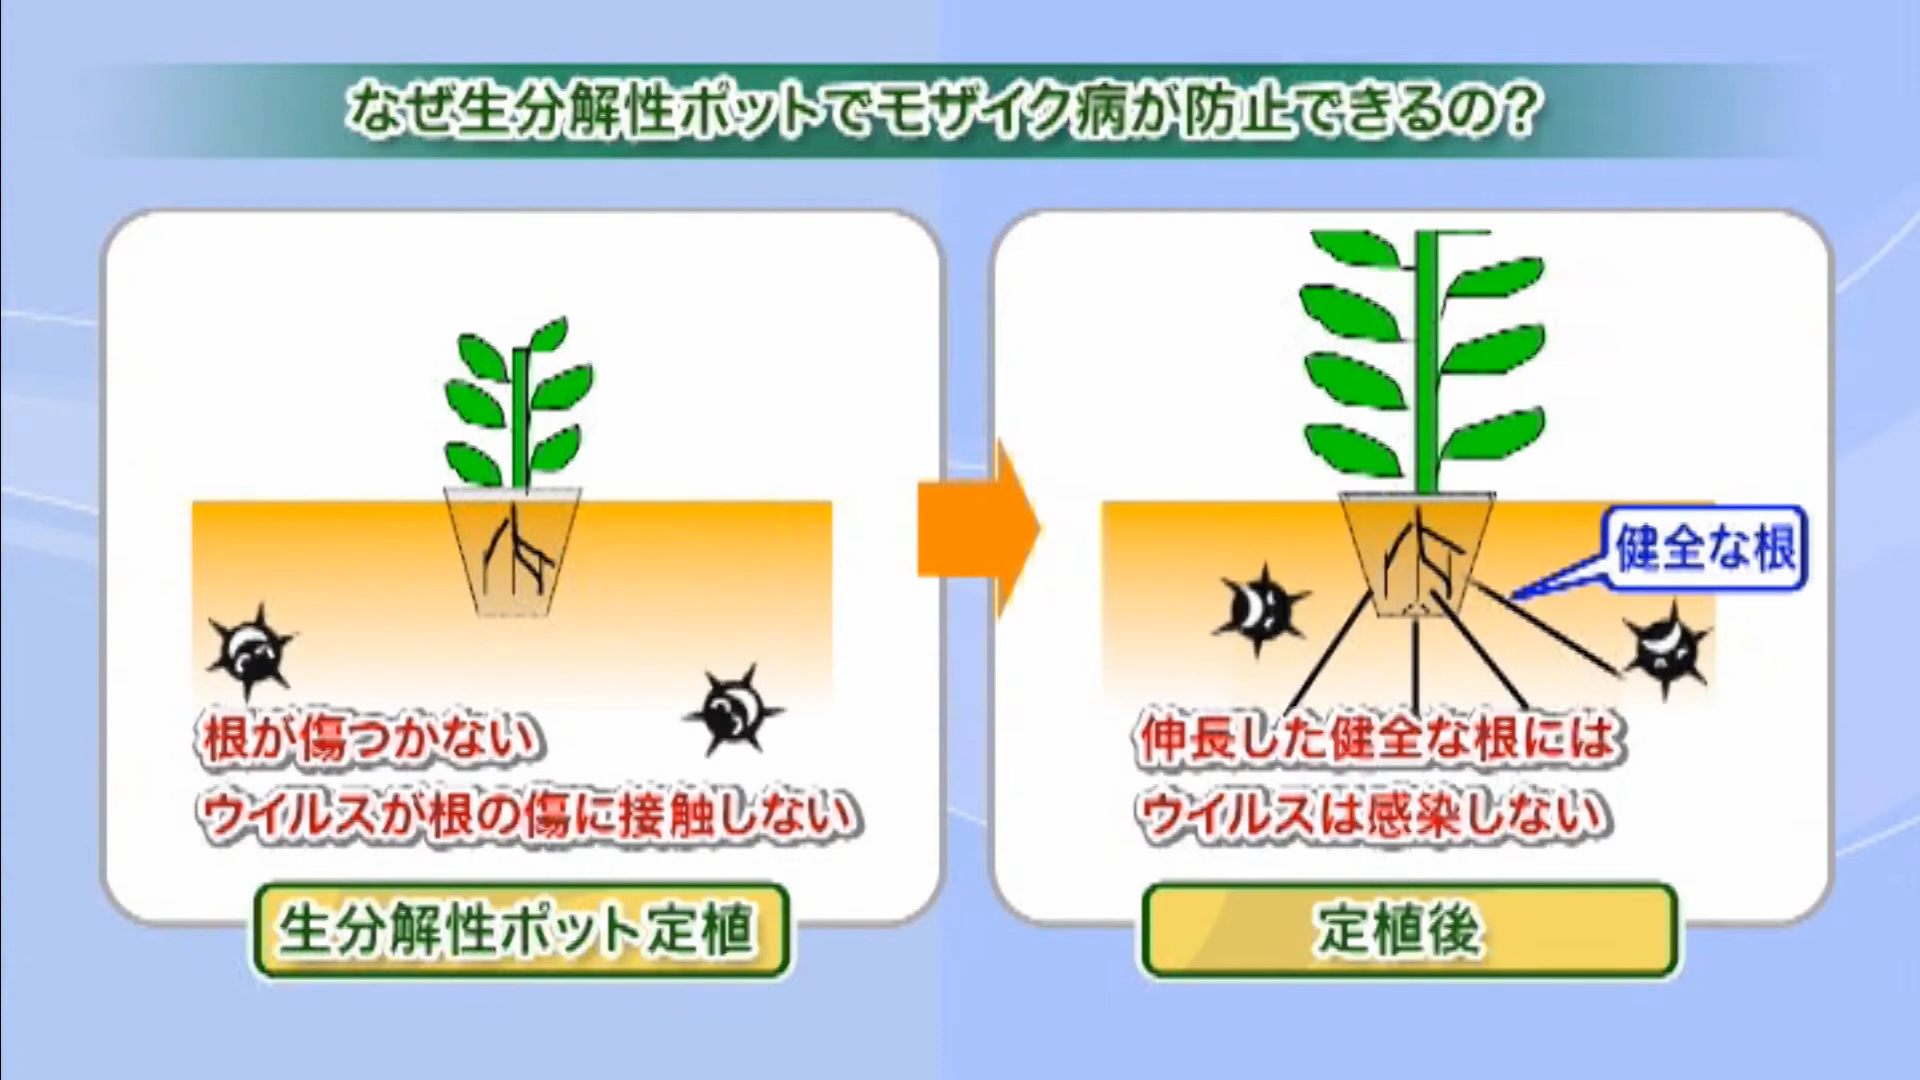 なぜ生分解性ポットでモザイク病が防止できるの？
健全な根
根が傷つかない
ウイルスが根の傷に接触しない
伸長した健全な根には
ウイルスは感染しない
生分解性ポット定植
定植後